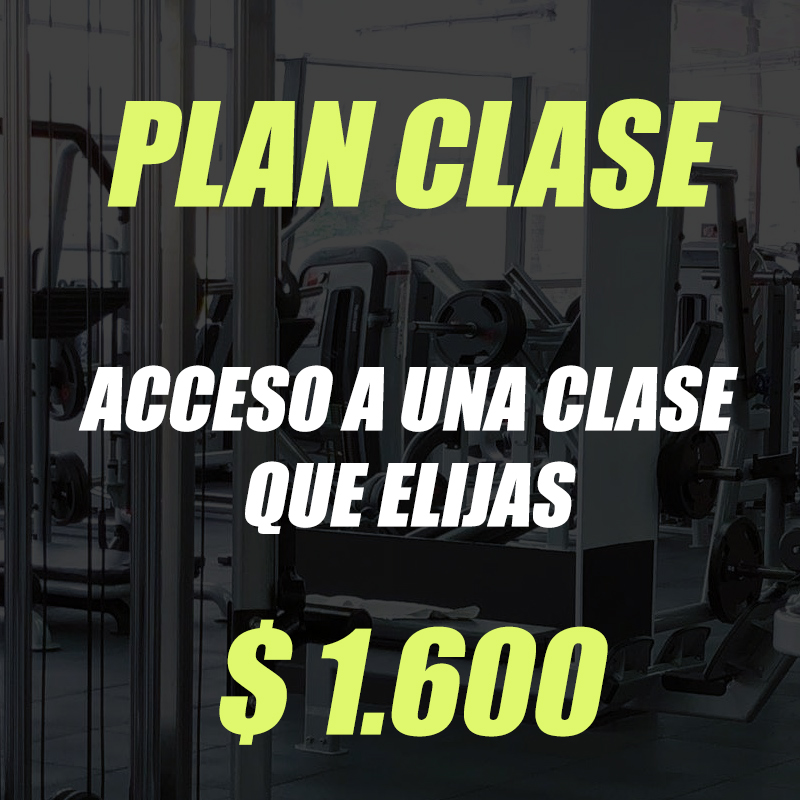 PLAN CLASE
ACCESO A UNA CLASE
QUE ELIJAS
$ 1.600